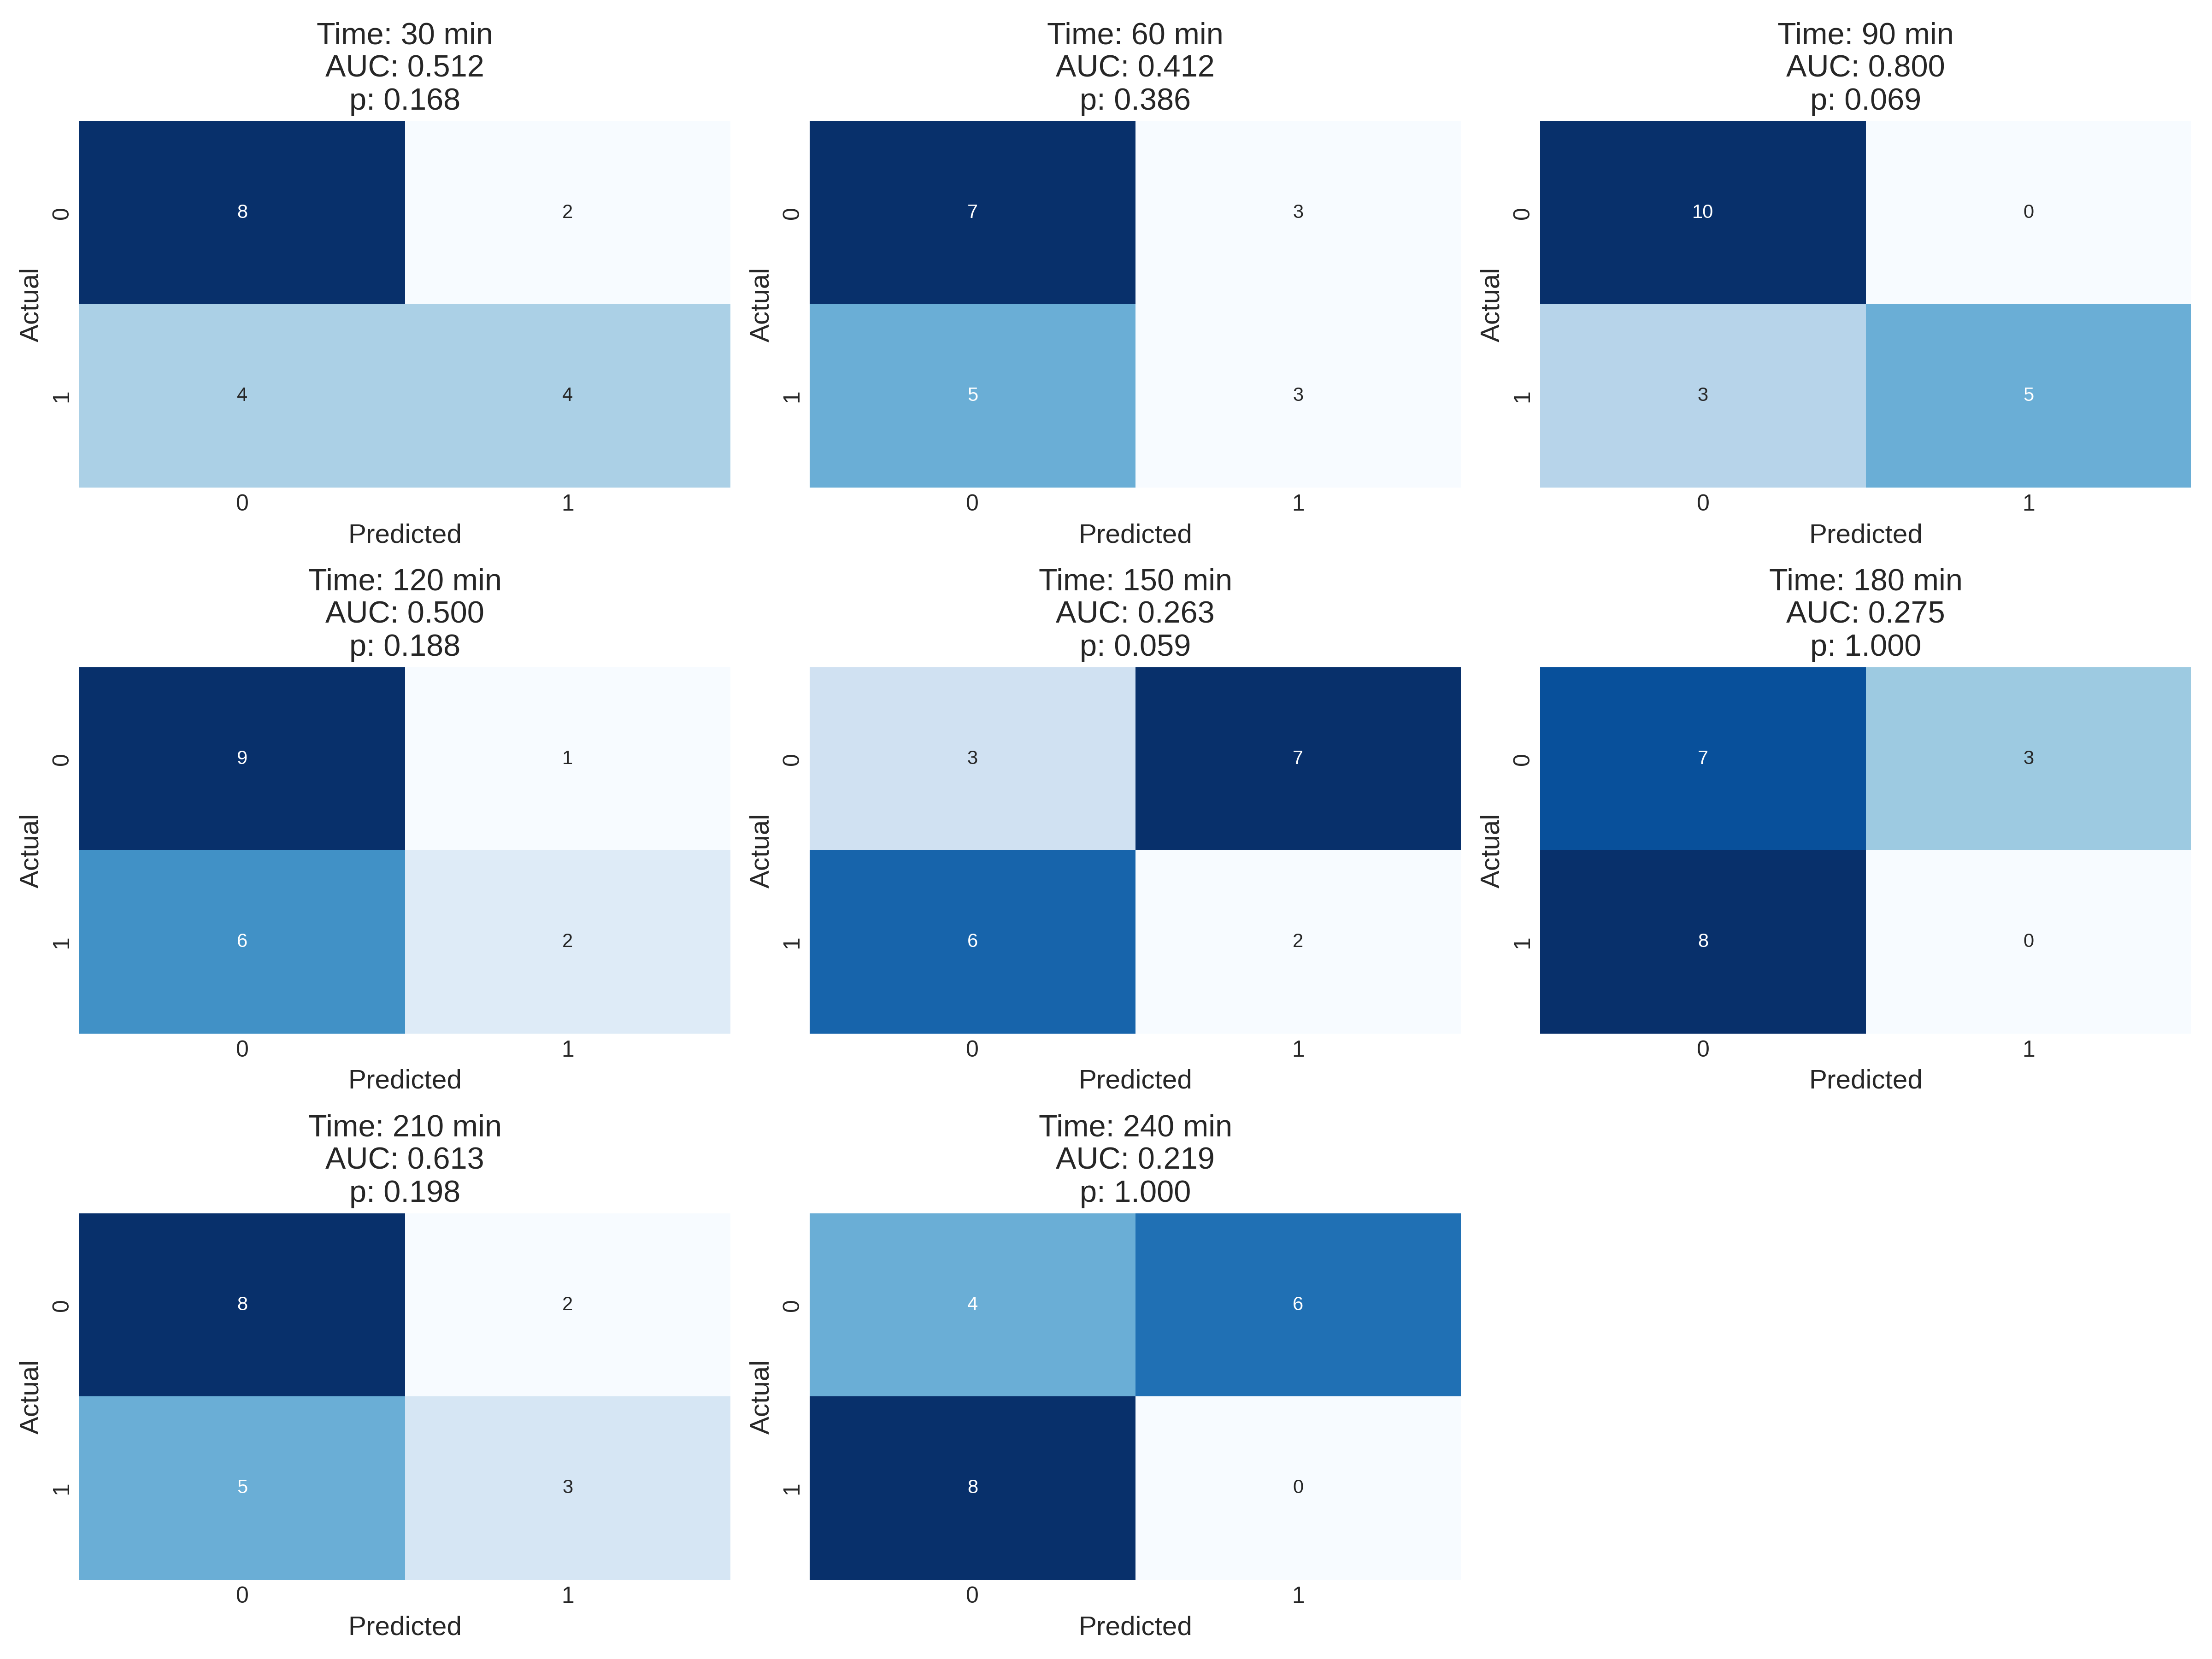 Time: 30 min
AUC: 0.512
p: 0.168
0
8
2
Actual
1
4
4
0
1
Predicted
Time: 60 min
AUC: 0.412
p: 0.386
0
7
3
Actual
1
5
3
0
1
Predicted
Time: 90 min
AUC: 0.800
p: 0.069
0
10
0
Actual
1
3
5
0
1
Predicted
Time: 120 min
AUC: 0.500
p: 0.188
0
9
1
Actual
1
6
2
0
1
Predicted
Time: 150 min
AUC: 0.263
p: 0.059
0
3
7
Actual
1
6
2
0
1
Predicted
Time: 180 min
AUC: 0.275
p: 1.000
0
7
3
Actual
1
8
0
0
1
Predicted
Time: 210 min
AUC: 0.613
p: 0.198
0
8
2
Actual
1
5
3
0
1
Predicted
Time: 240 min
AUC: 0.219
p: 1.000
0
4
6
Actual
1
8
0
0
1
Predicted